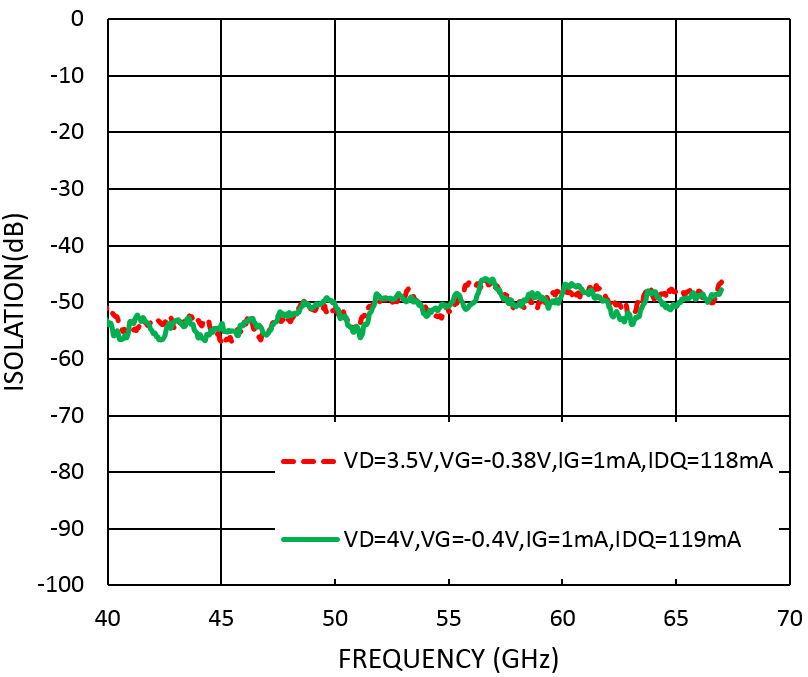 0
-10
-20
-30
-40
-50
-60
-70
-80
-90
-100
ISOLATION(dB)
VD=3.5V,VG=-0.38V,IG=1mA,IDQ=118mA
VD=4V,VG=-0.4V,IG=1mA,IDQ=119mA
40 45 50 55 60 65 70
FREQUENCY (GHz)